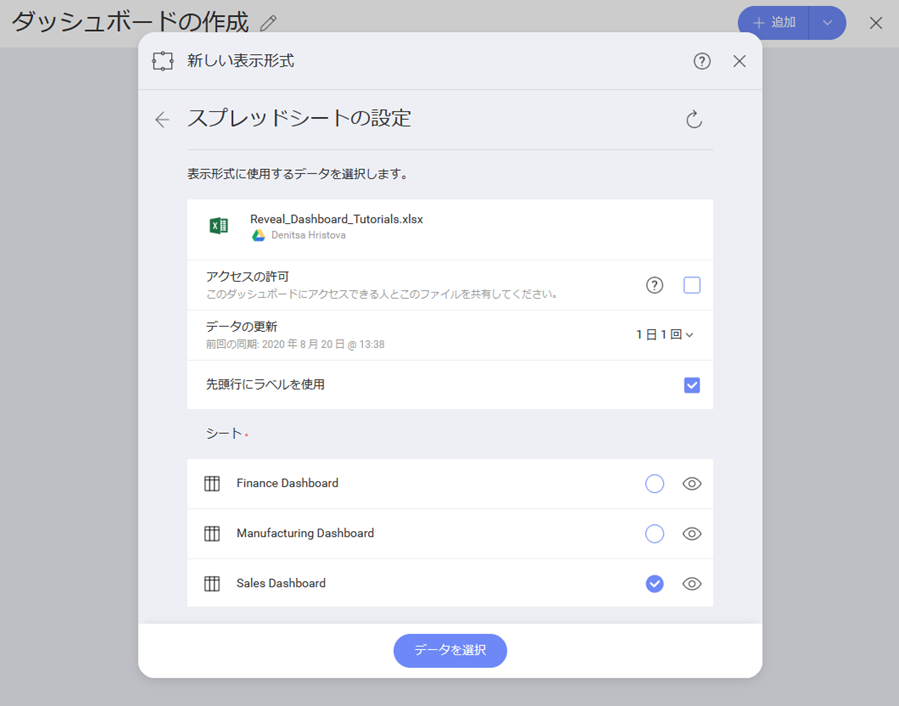 ダッシュボードの作成
追加
新しい表示形式
スプレッドシートの設定
表示形式に使用するデータを選択します。
Reveal_Dashboard_Tutorials.xlsx
Denitsa Hristova
アクセスの許可
このダッシュボードにアクセスできる人とこのファイルを共有してください。
データの更新
1 日 1 回
前回の同期: 2020 年 8 月 20 日 @ 13:38
先頭行にラベルを使用
シート *
Finance Dashboard
Manufacturing Dashboard
Sales Dashboard
データを選択